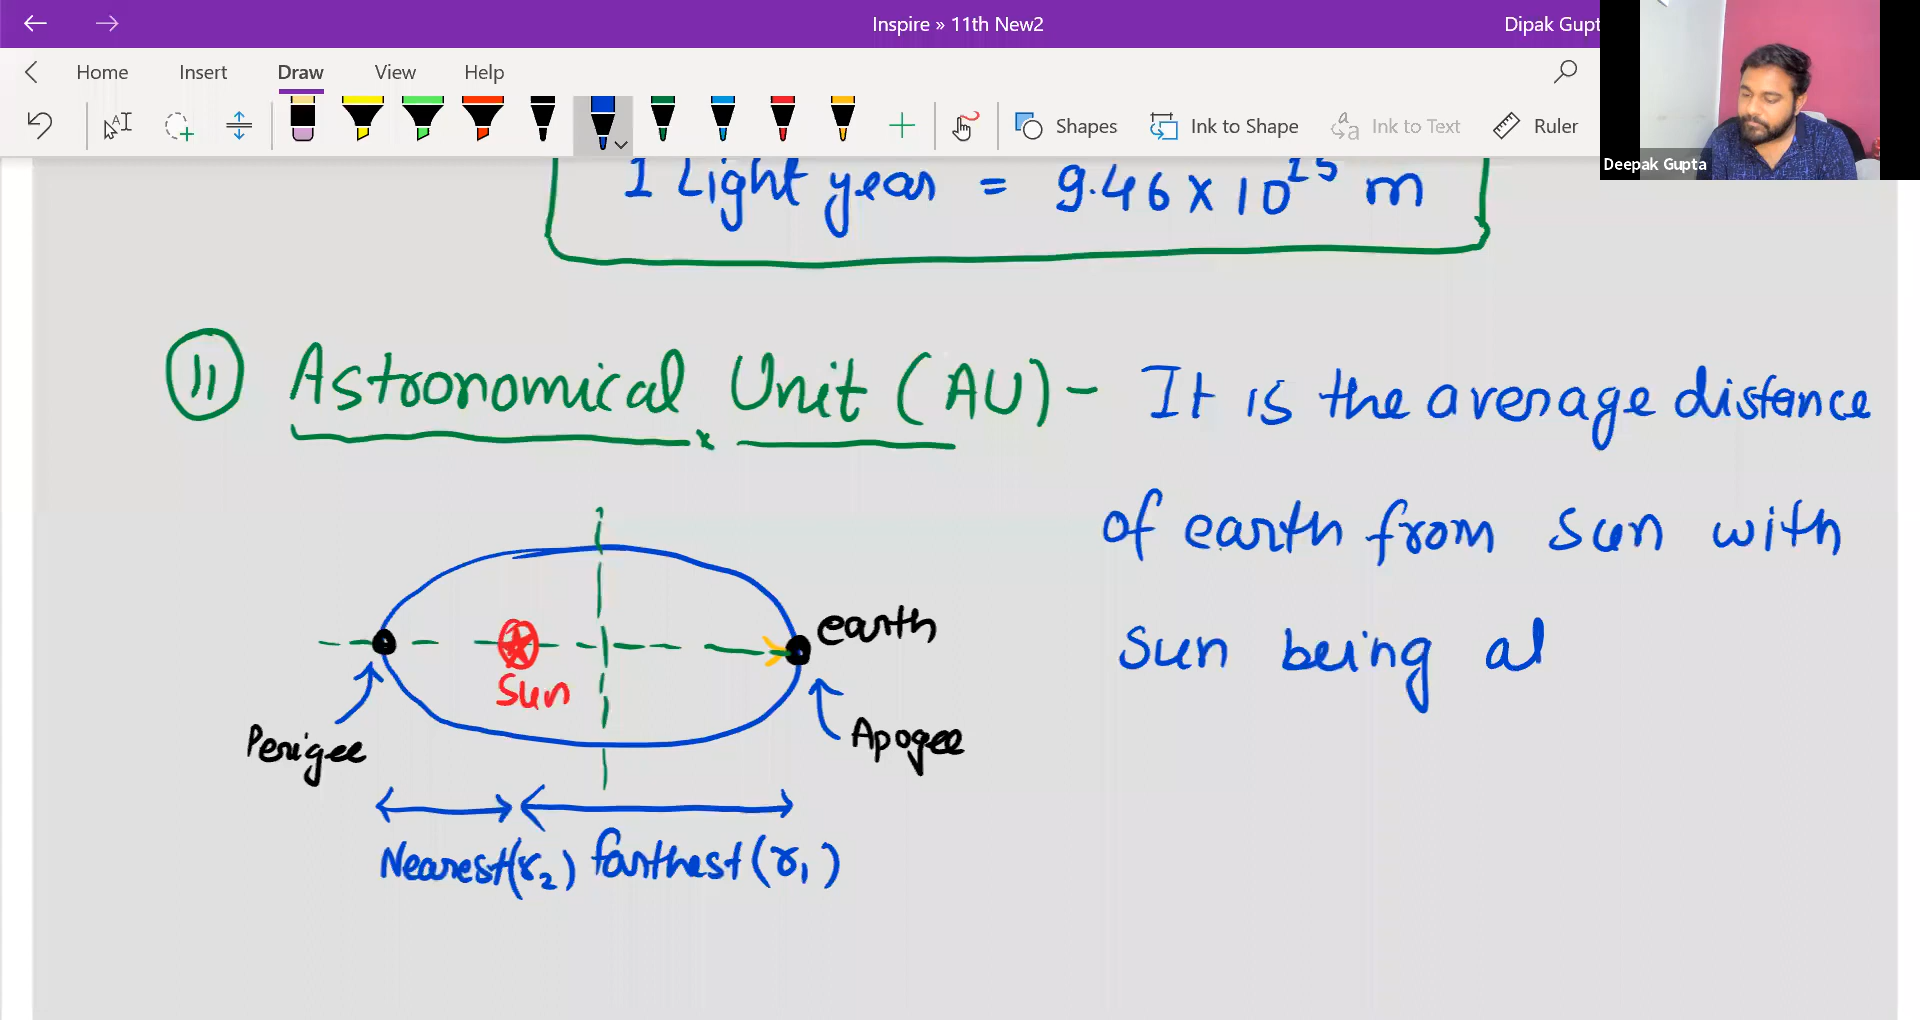 Inspire » 11th New2
Dipak Gupt
Home Insert Draw View Help
Shapes Ink to Shape Ink to Text Ruler
Deepak Gupta
1 Light year = 9.46 x 10^15 m
11 Astronomical Unit (AU) - It is the average distance
of earth from sun with
sun being at
earth
Sun
Perigee
Apogee
Nearest (r2) farthest (r1)